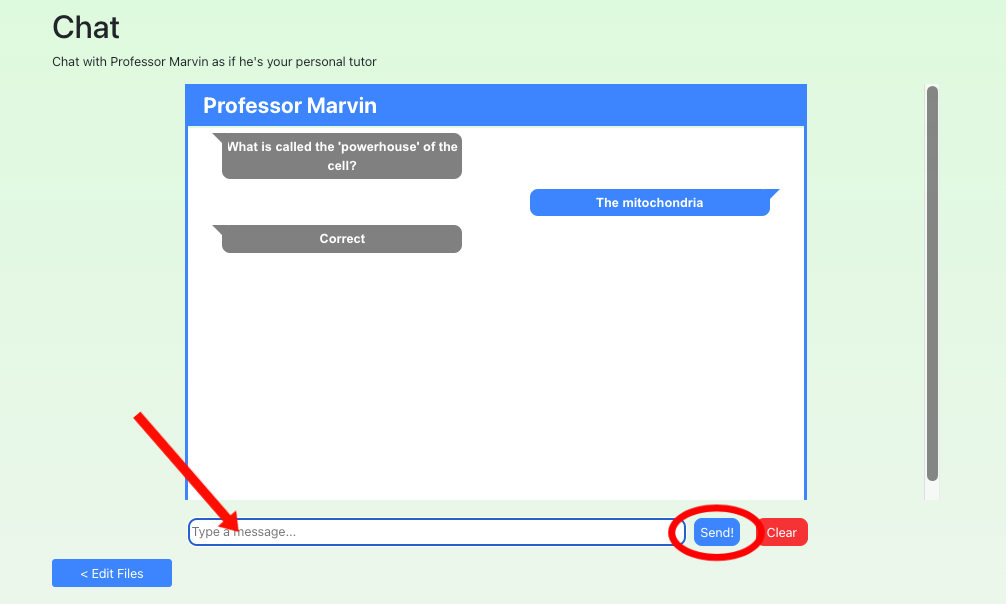 Chat
Chat with Professor Marvin as if he's your personal tutor
Professor Marvin
What is called the 'powerhouse' of the
cell?
The mitochondria
Correct
Type a message...
Send!
Clear
< Edit Files